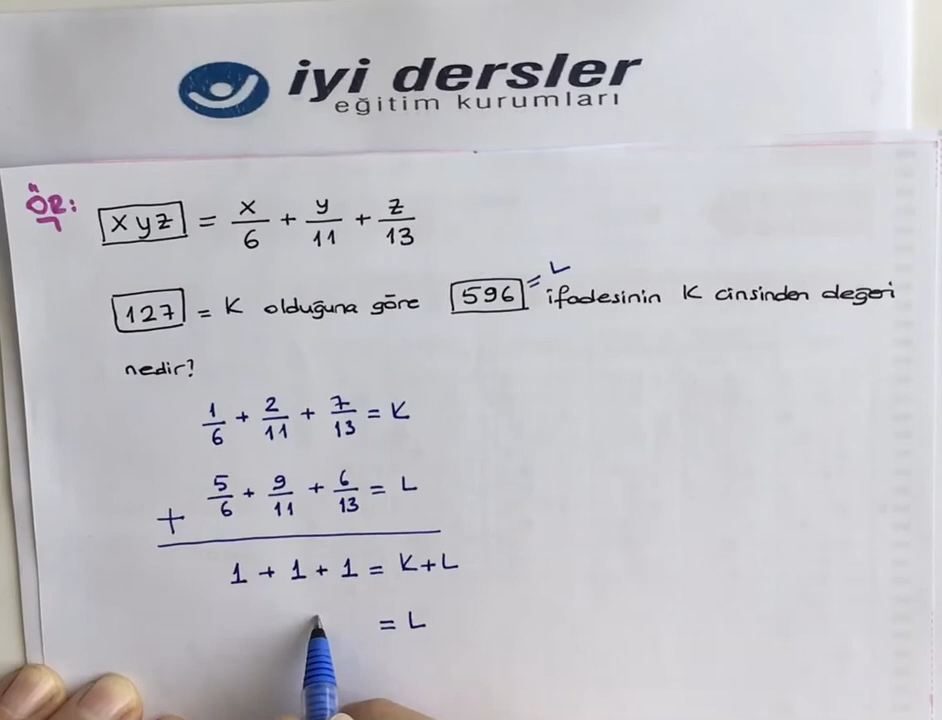 iyi dersler
eğitim kurumları
ÖR: xyz = x/6 + y/11 + z/13
127 = K olduğuna göre 596 = L ifadesinin K cinsinden değeri
nedir?
1/6 + 2/11 + 7/13 = K
+ 5/6 + 9/11 + 6/13 = L
1 + 1 + 1 = K+L
= L